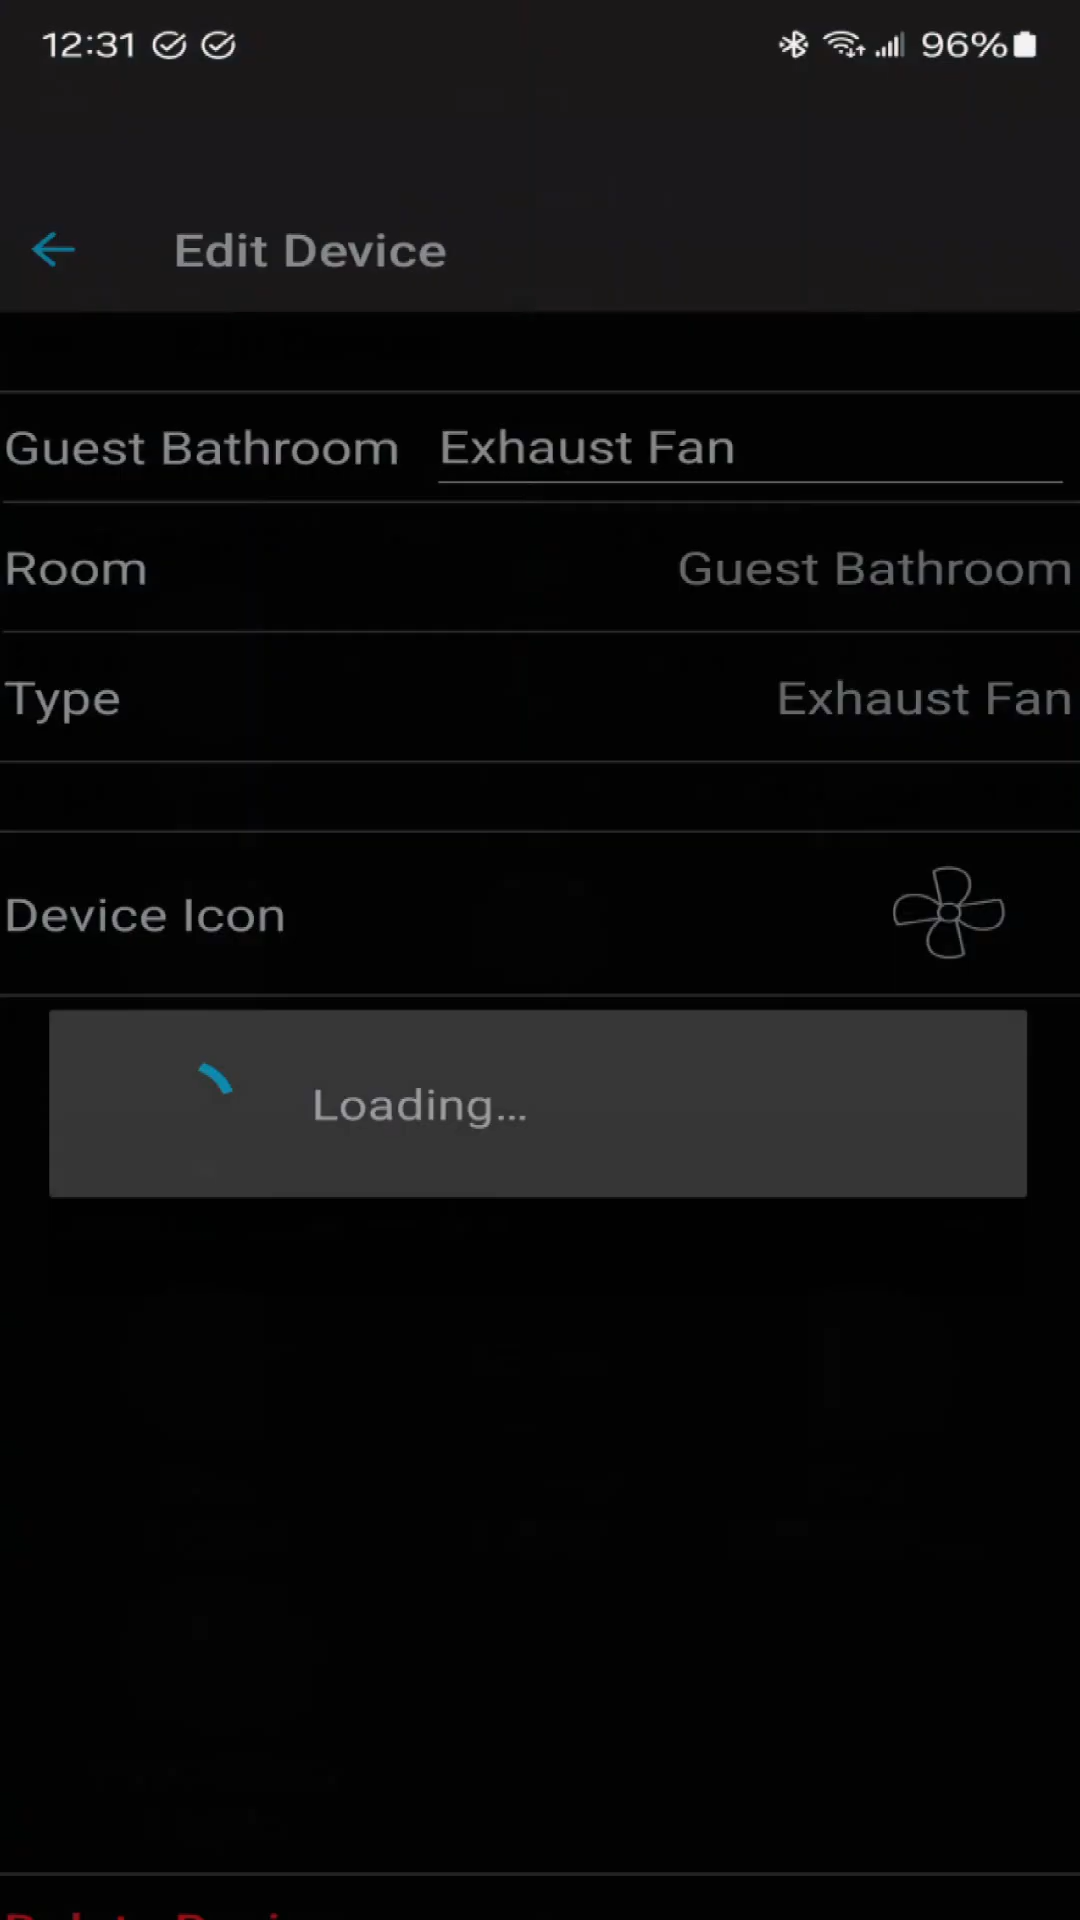 12:31 96%
Edit Device
Guest Bathroom Exhaust Fan
Room Guest Bathroom
Type Exhaust Fan
Device Icon
Loading...